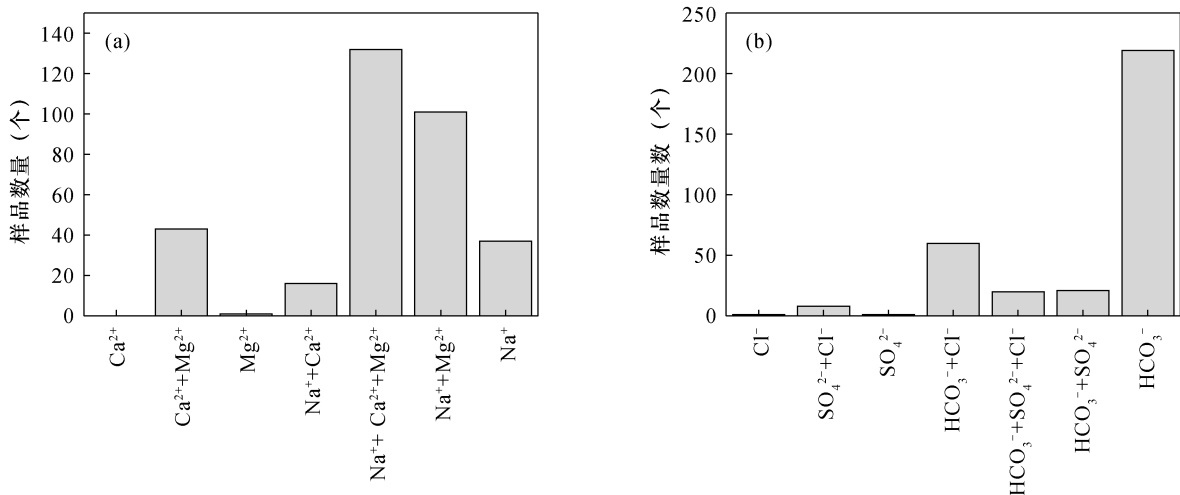 (a)
样品数量（个）
140
120
100
80
60
40
20
0
Ca²⁺
Ca²⁺+Mg²⁺
Mg²⁺
Na⁺+Ca²⁺
Na⁺+ Ca²⁺+Mg²⁺
Na⁺+Mg²⁺
Na⁺
(b)
样品数量数（个）
250
200
150
100
50
0
Cl⁻
SO₄²⁻+Cl⁻
SO₄²⁻
HCO₃⁻+Cl⁻
HCO₃⁻+SO₄²⁻+Cl⁻
HCO₃⁻+SO₄²⁻
HCO₃⁻